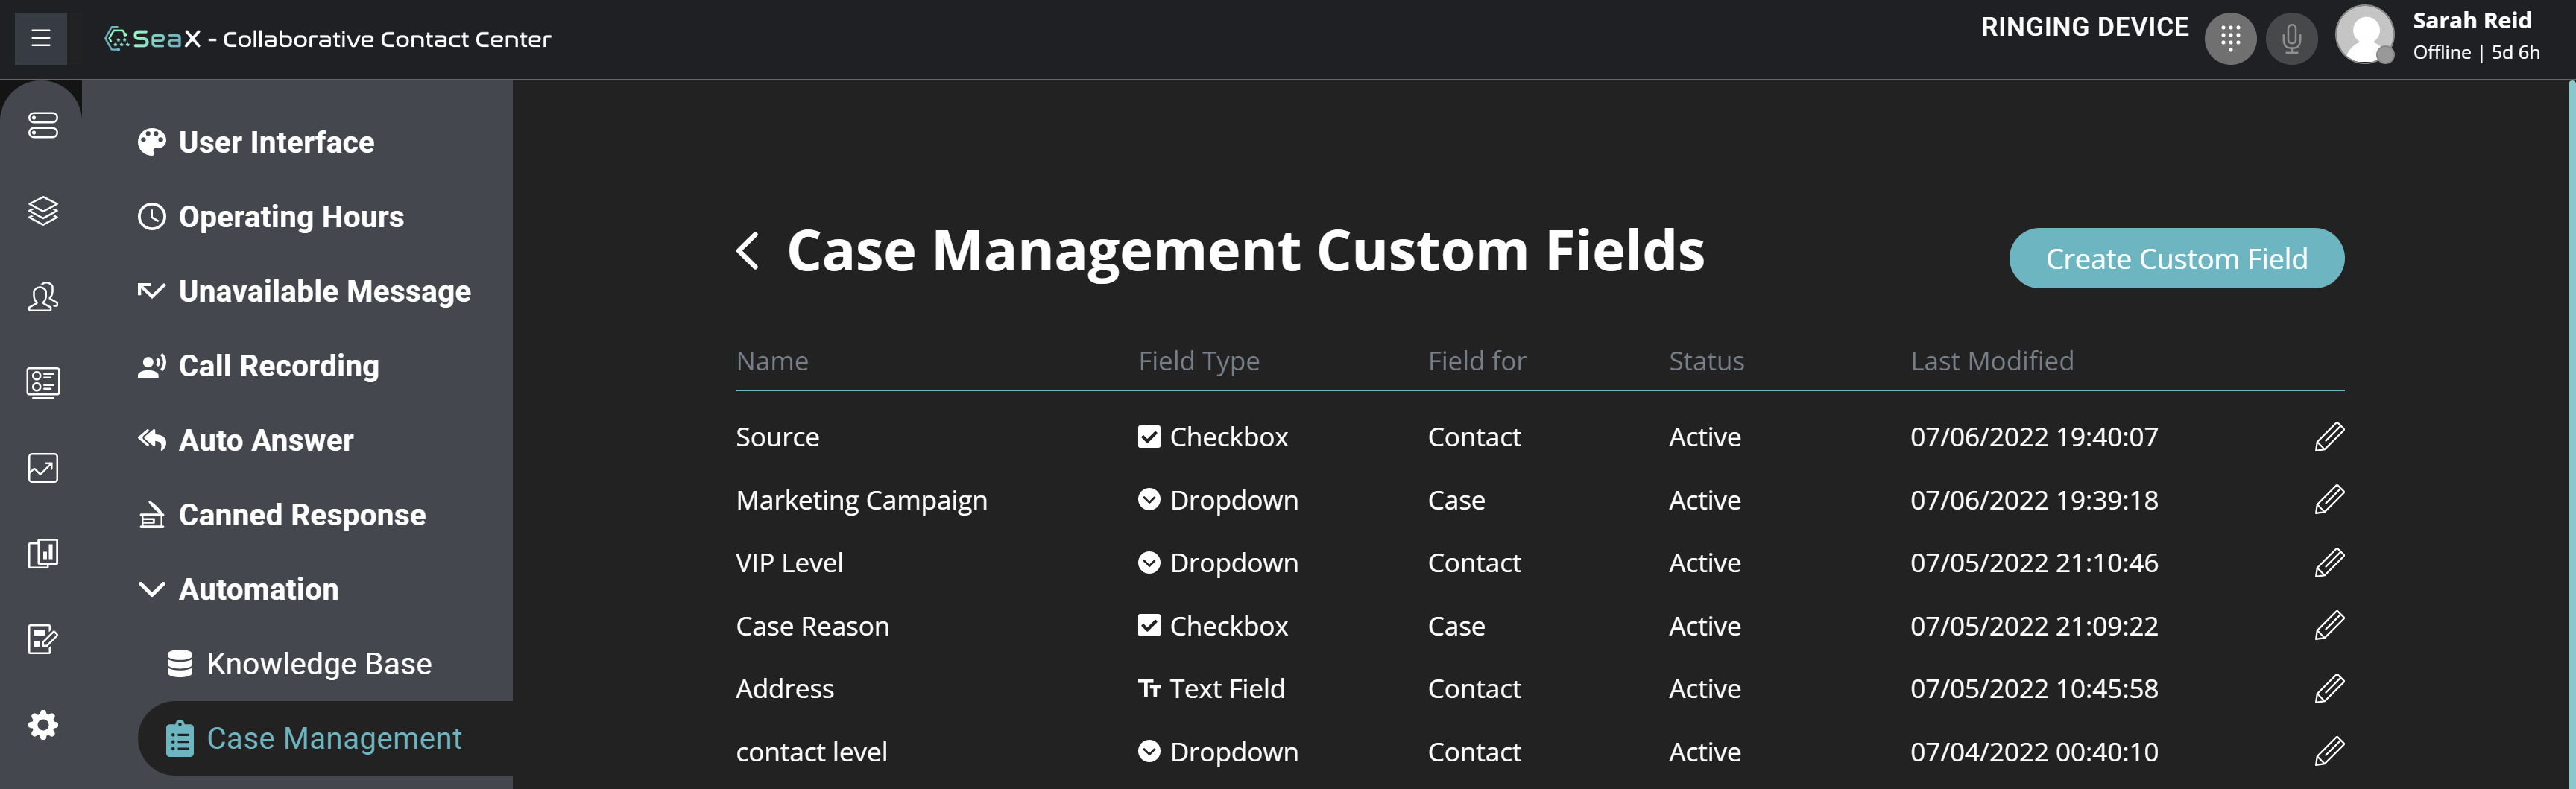 SeaX - Collaborative Contact Center
RINGING DEVICE
Sarah Reid
Offline | 5d 6h
User Interface
Operating Hours
Unavailable Message
Call Recording
Auto Answer
Canned Response
Automation
Knowledge Base
Case Management
Case Management Custom Fields
Create Custom Field
Name Field Type Field for Status Last Modified
Source Checkbox Contact Active 07/06/2022 19:40:07
Marketing Campaign Dropdown Case Active 07/06/2022 19:39:18
VIP Level Dropdown Contact Active 07/05/2022 21:10:46
Case Reason Checkbox Case Active 07/05/2022 21:09:22
Address Text Field Contact Active 07/05/2022 10:45:58
contact level Dropdown Contact Active 07/04/2022 00:40:10